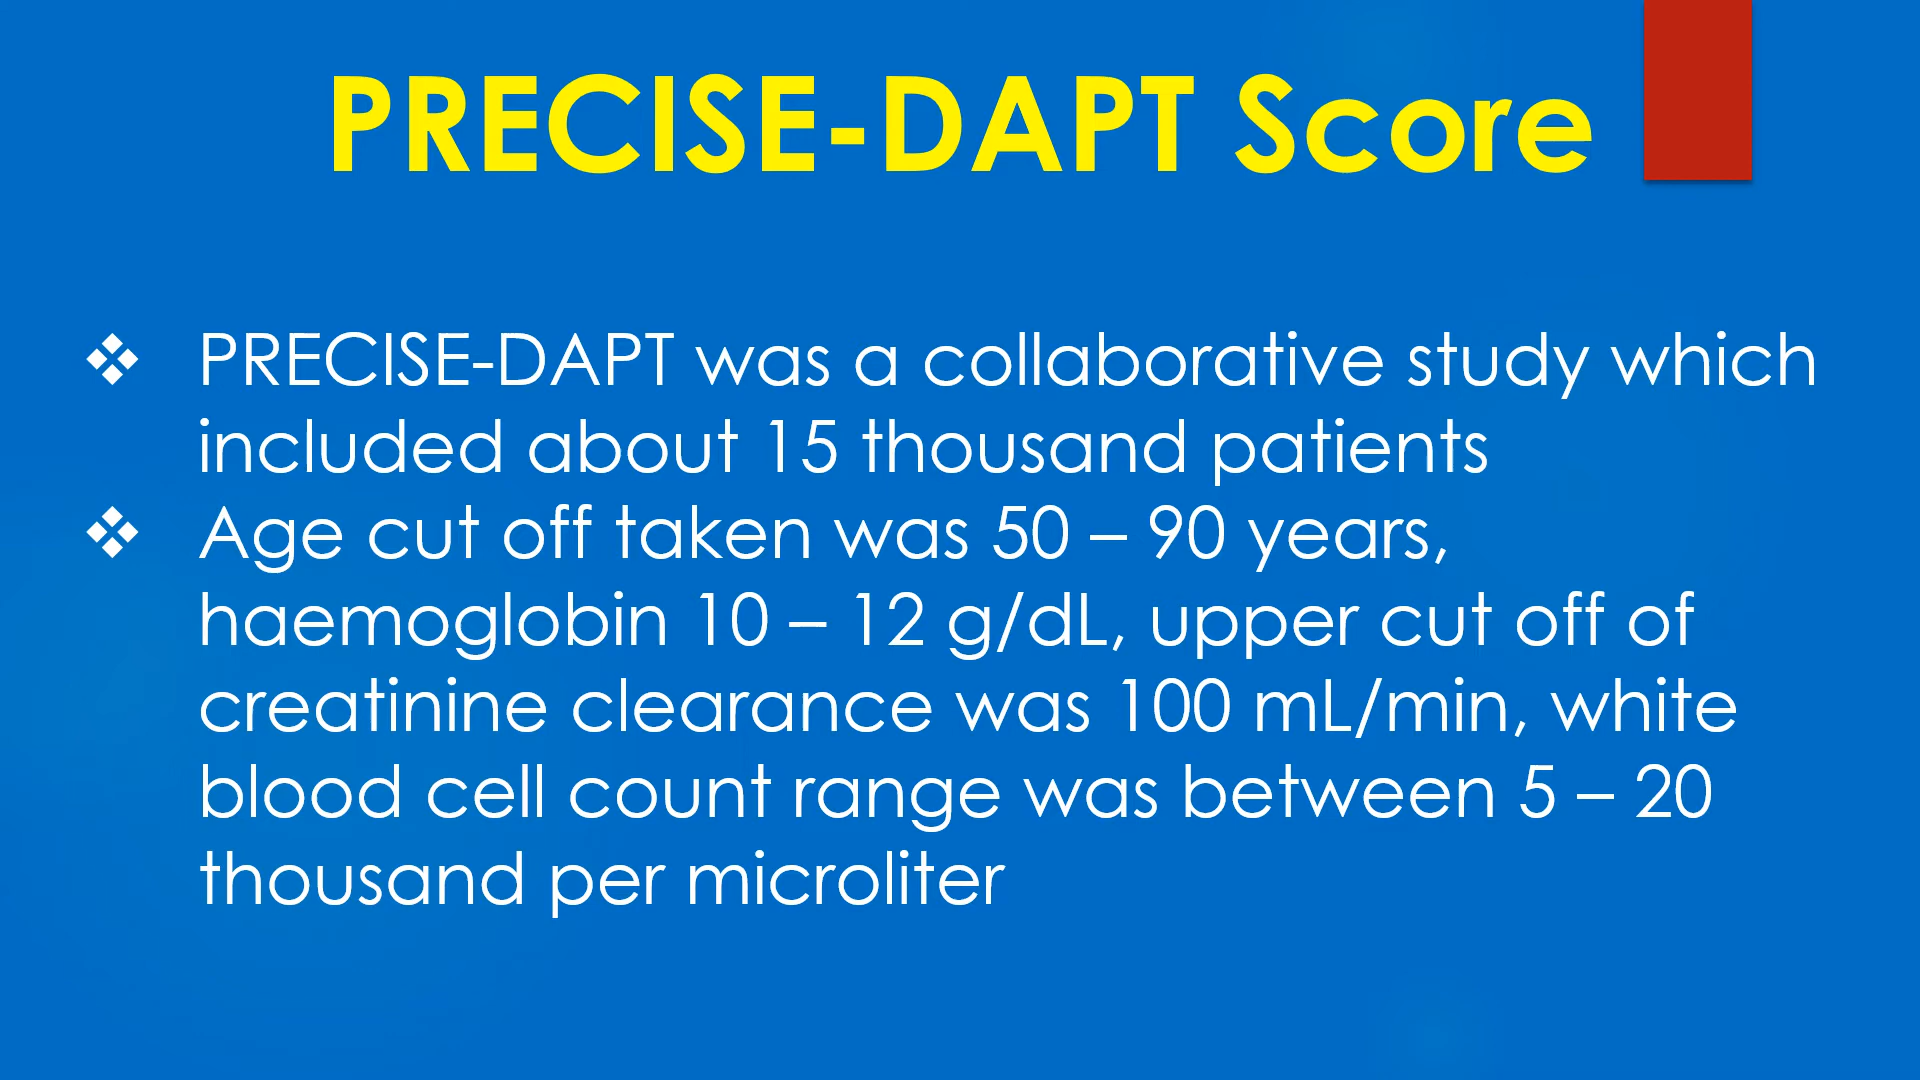 PRECISE-DAPT Score
❖ PRECISE-DAPT was a collaborative study which
included about 15 thousand patients
❖ Age cut off taken was 50 – 90 years,
haemoglobin 10 – 12 g/dL, upper cut off of
creatinine clearance was 100 mL/min, white
blood cell count range was between 5 – 20
thousand per microliter